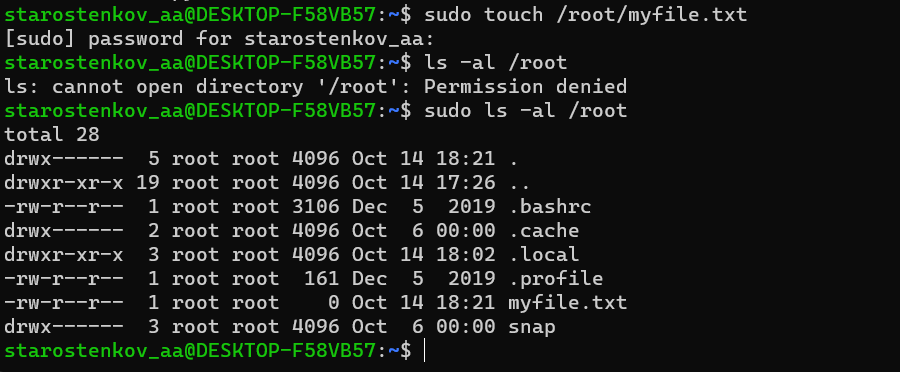 starostenkov_aa@DESKTOP-F58VB57:~$ sudo touch /root/myfile.txt
[sudo] password for starostenkov_aa:
starostenkov_aa@DESKTOP-F58VB57:~$ ls -al /root
ls: cannot open directory '/root': Permission denied
starostenkov_aa@DESKTOP-F58VB57:~$ sudo ls -al /root
total 28
drwx------  5 root root 4096 Oct 14 18:21 .
drwxr-xr-x 19 root root 4096 Oct 14 17:26 ..
-rw-r--r--  1 root root 3106 Dec  5  2019 .bashrc
drwx------  2 root root 4096 Oct  6 00:00 .cache
drwxr-xr-x  3 root root 4096 Oct 14 18:02 .local
-rw-r--r--  1 root root  161 Dec  5  2019 .profile
-rw-r--r--  1 root root    0 Oct 14 18:21 myfile.txt
drwx------  3 root root 4096 Oct  6 00:00 snap
starostenkov_aa@DESKTOP-F58VB57:~$